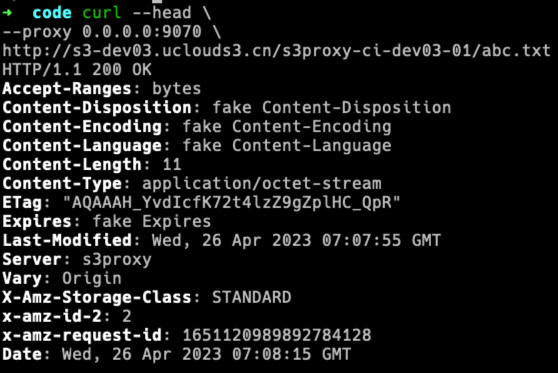 ➜ code curl --head \
--proxy 0.0.0.0:9070 \
http://s3-dev03.uclouds3.cn/s3proxy-ci-dev03-01/abc.txt
HTTP/1.1 200 OK
Accept-Ranges: bytes
Content-Disposition: fake Content-Disposition
Content-Encoding: fake Content-Encoding
Content-Language: fake Content-Language
Content-Length: 11
Content-Type: application/octet-stream
ETag: "AQAAAH_YvdIcfK72t4lzZ9gZplHC_QpR"
Expires: fake Expires
Last-Modified: Wed, 26 Apr 2023 07:07:55 GMT
Server: s3proxy
Vary: Origin
X-Amz-Storage-Class: STANDARD
x-amz-id-2: 2
x-amz-request-id: 1651120989892784128
Date: Wed, 26 Apr 2023 07:08:15 GMT